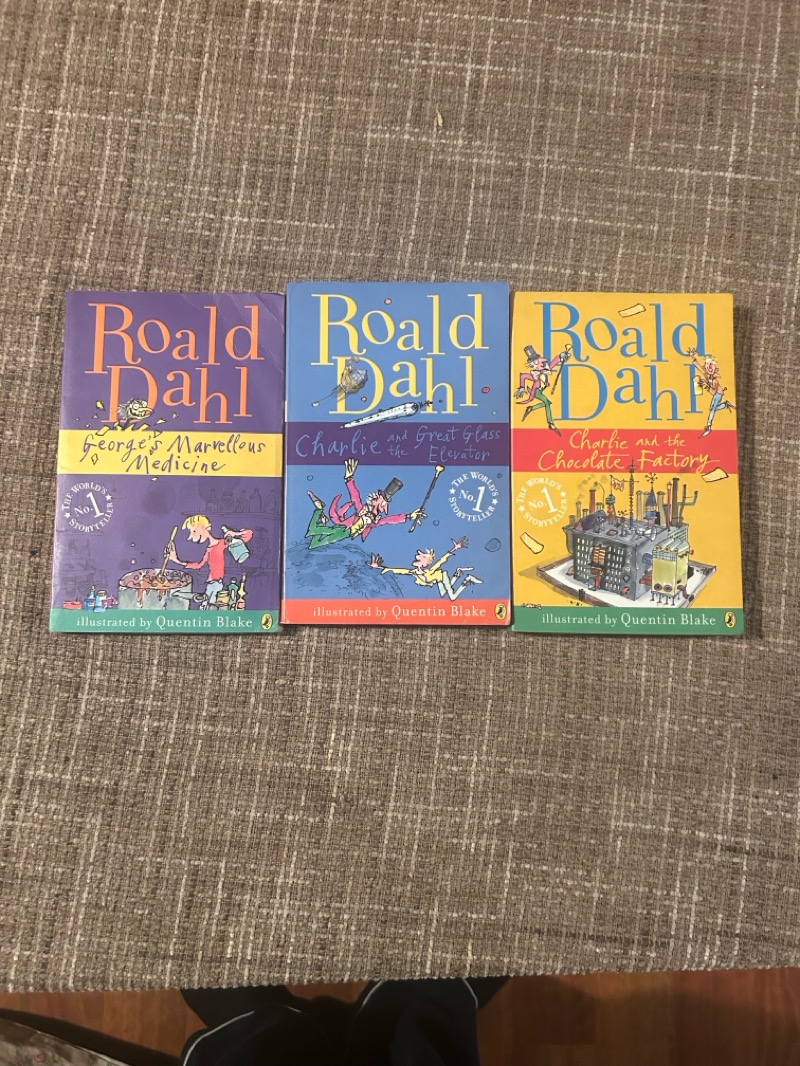 Roald
Dahl
George's Marvellous
Medicine
THE WORLD'S
No. 1
STORYTELLER
illustrated by Quentin Blake
Roald
Dahl
Charlie and the Great Glass
Elevator
THE WORLD'S
No. 1
STORYTELLER
illustrated by Quentin Blake
Roald
Dahl
Charlie and the
Chocolate Factory
THE WORLD'S
No. 1
STORYTELLER
illustrated by Quentin Blake